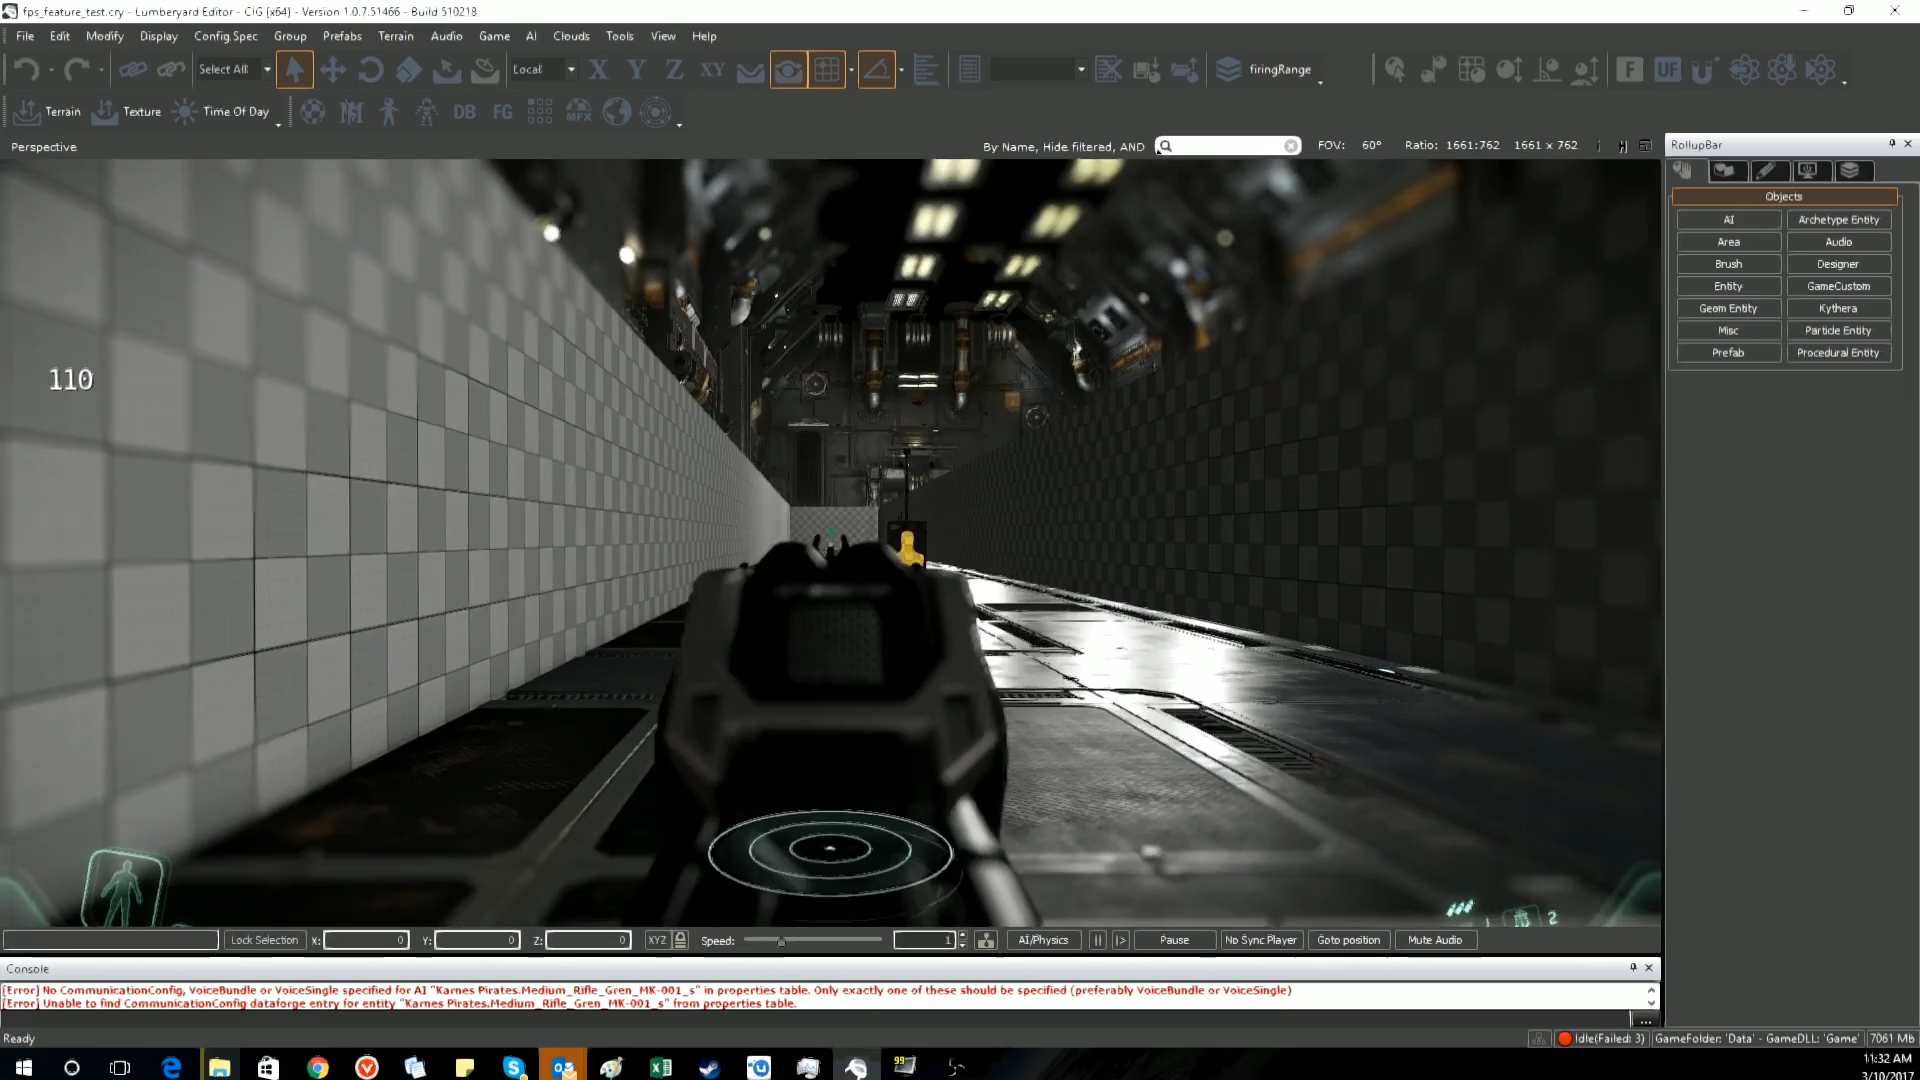 fps_feature_test.cry - Lumberyard Editor - CIG (x64) - Version 1.0.7.51466 - Build 510218
File Edit Modify Display Config Spec Group Prefabs Terrain Audio Game AI Clouds Tools View Help
Select All Local X Y Z XY firingRange F UF
Terrain Texture Time Of Day DB FG MFX
Perspective By Name, Hide filtered, AND FOV: 60° Ratio: 1661:762 1661 x 762
RollupBar
Objects
AI Archetype Entity
Area Audio
Brush Designer
Entity GameCustom
Geom Entity Kythera
Misc Particle Entity
Prefab Procedural Entity
110
1 2
Lock Selection X: 0 Y: 0 Z: 0 XYZ Speed: 1 AI/Physics Pause No Sync Player Goto position Mute Audio
Console
[Error] No CommunicationConfig, VoiceBundle or VoiceSingle specified for AI "Karnes Pirates.Medium_Rifle_Gren_MK-001_s" in properties table. Only exactly one of these should be specified (preferably VoiceBundle or VoiceSingle)
[Error] Unable to find CommunicationConfig dataforge entry for entity "Karnes Pirates.Medium_Rifle_Gren_MK-001_s" from properties table.
...
Ready Idle(Failed: 3) GameFolder: 'Data' - GameDLL: 'Game' 7061 Mb
99
11:32 AM
3/10/2017